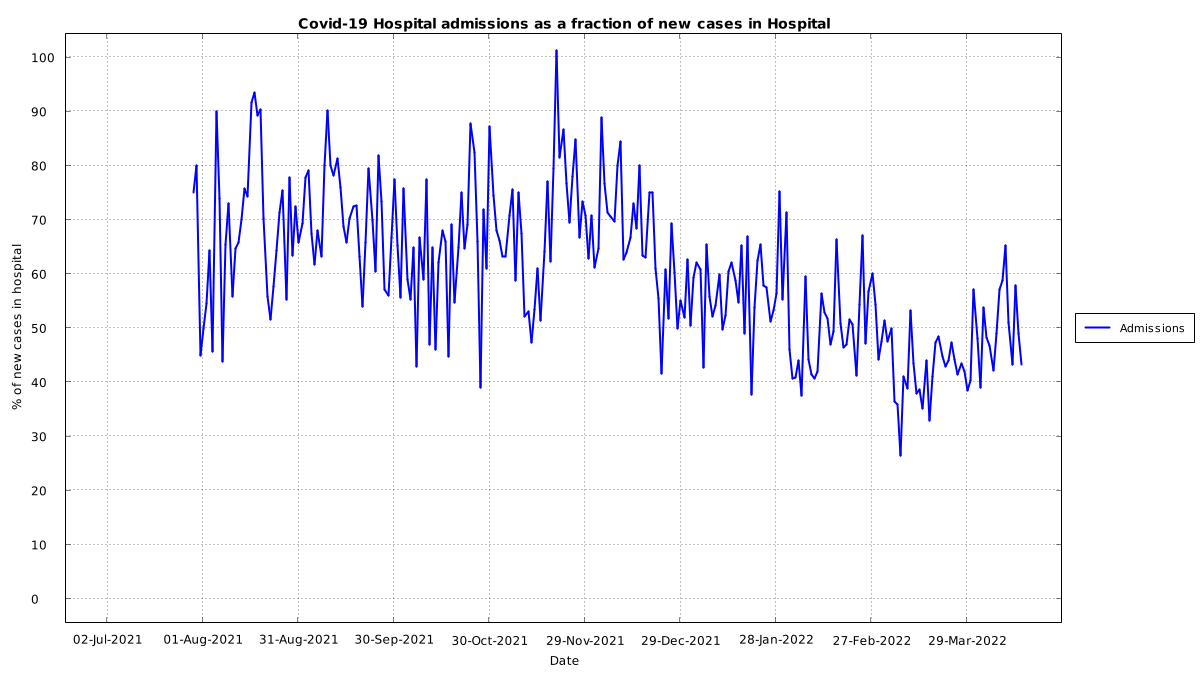 Covid-19 Hospital admissions as a fraction of new cases in Hospital
100
90
80
70
60
50
40
30
20
10
0
% of new cases in hospital
02-Jul-2021 01-Aug-2021 31-Aug-2021 30-Sep-2021 30-Oct-2021 29-Nov-2021 29-Dec-2021 28-Jan-2022 27-Feb-2022 29-Mar-2022
Date
Admissions